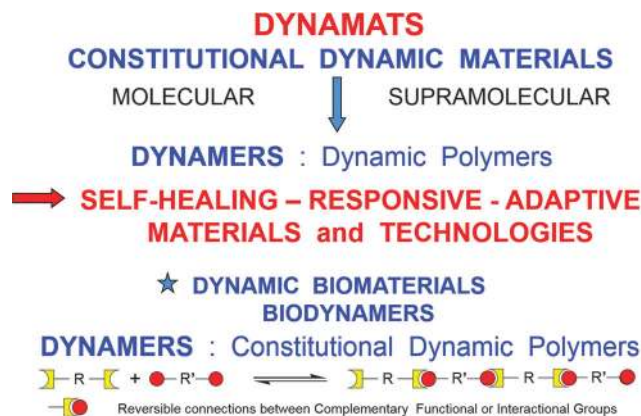 DYNAMATS
CONSTITUTIONAL DYNAMIC MATERIALS
MOLECULAR SUPRAMOLECULAR
DYNAMERS : Dynamic Polymers
SELF-HEALING – RESPONSIVE - ADAPTIVE
MATERIALS and TECHNOLOGIES
DYNAMIC BIOMATERIALS
BIODYNAMERS
DYNAMERS : Constitutional Dynamic Polymers
R + R' R R' R R'
Reversible connections between Complementary Functional or Interactional Groups